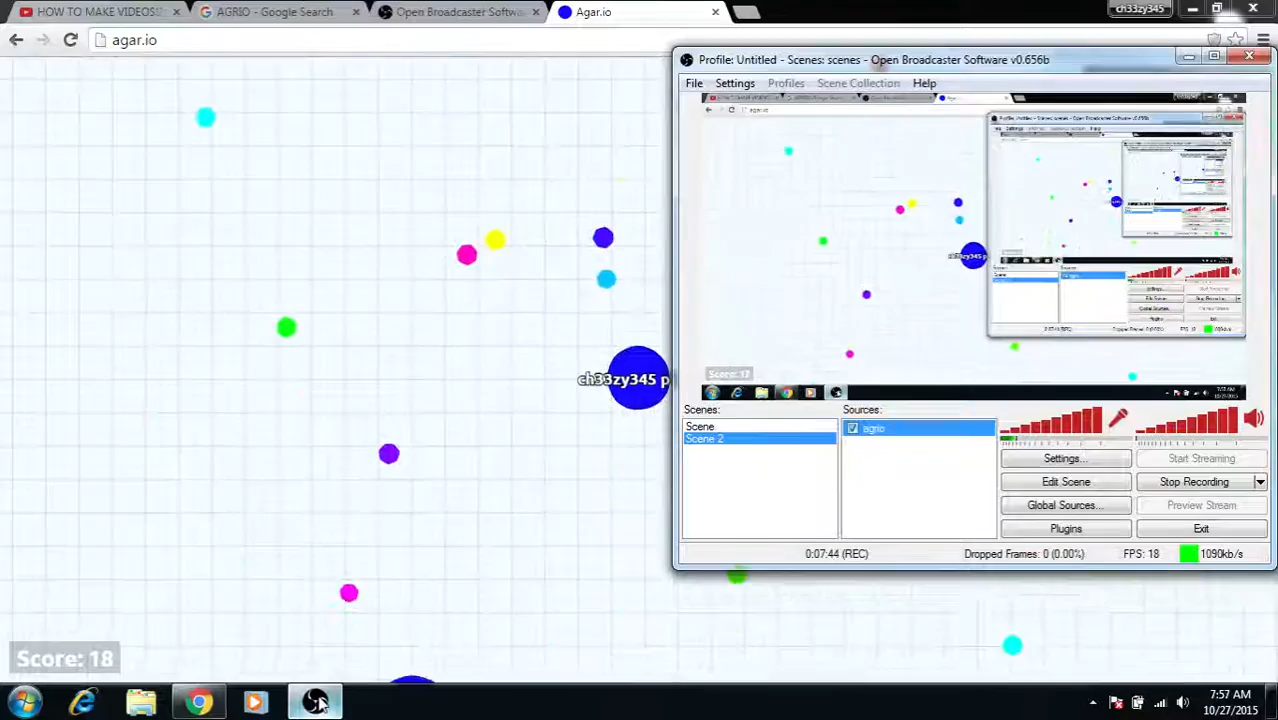 HOW TO MAKE VIDEOS!
AGRIO - Google Search
Open Broadcaster Softwa
Agar.io
ch33zy345
agar.io
Profile: Untitled - Scenes: scenes - Open Broadcaster Software v0.656b
File Settings Profiles Scene Collection Help
ch33zy345 p
Score: 17
Scenes:
Sources:
Scene
Scene 2
agrio
Settings...
Start Streaming
Edit Scene
Stop Recording
Global Sources...
Preview Stream
Plugins
Exit
0:07:44 (REC)
Dropped Frames: 0 (0.00%)
FPS: 18
1090kb/s
Score: 18
7:57 AM
10/27/2015